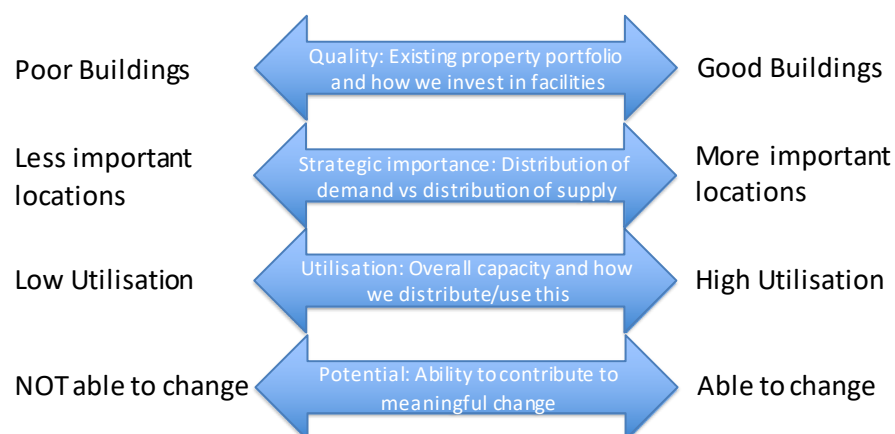 Poor Buildings
Quality: Existing property portfolio
and how we invest in facilities
Good Buildings
Less important
locations
Strategic importance: Distribution of
demand vs distribution of supply
More important
locations
Low Utilisation
Utilisation: Overall capacity and how
we distribute/use this
High Utilisation
NOT able to change
Potential: Ability to contribute to
meaningful change
Able to change